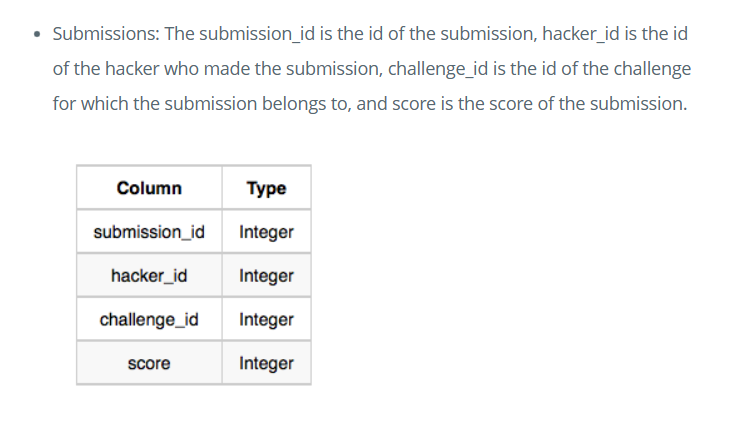 • Submissions: The submission_id is the id of the submission, hacker_id is the id
of the hacker who made the submission, challenge_id is the id of the challenge
for which the submission belongs to, and score is the score of the submission.
Column Type
submission_id Integer
hacker_id Integer
challenge_id Integer
score Integer